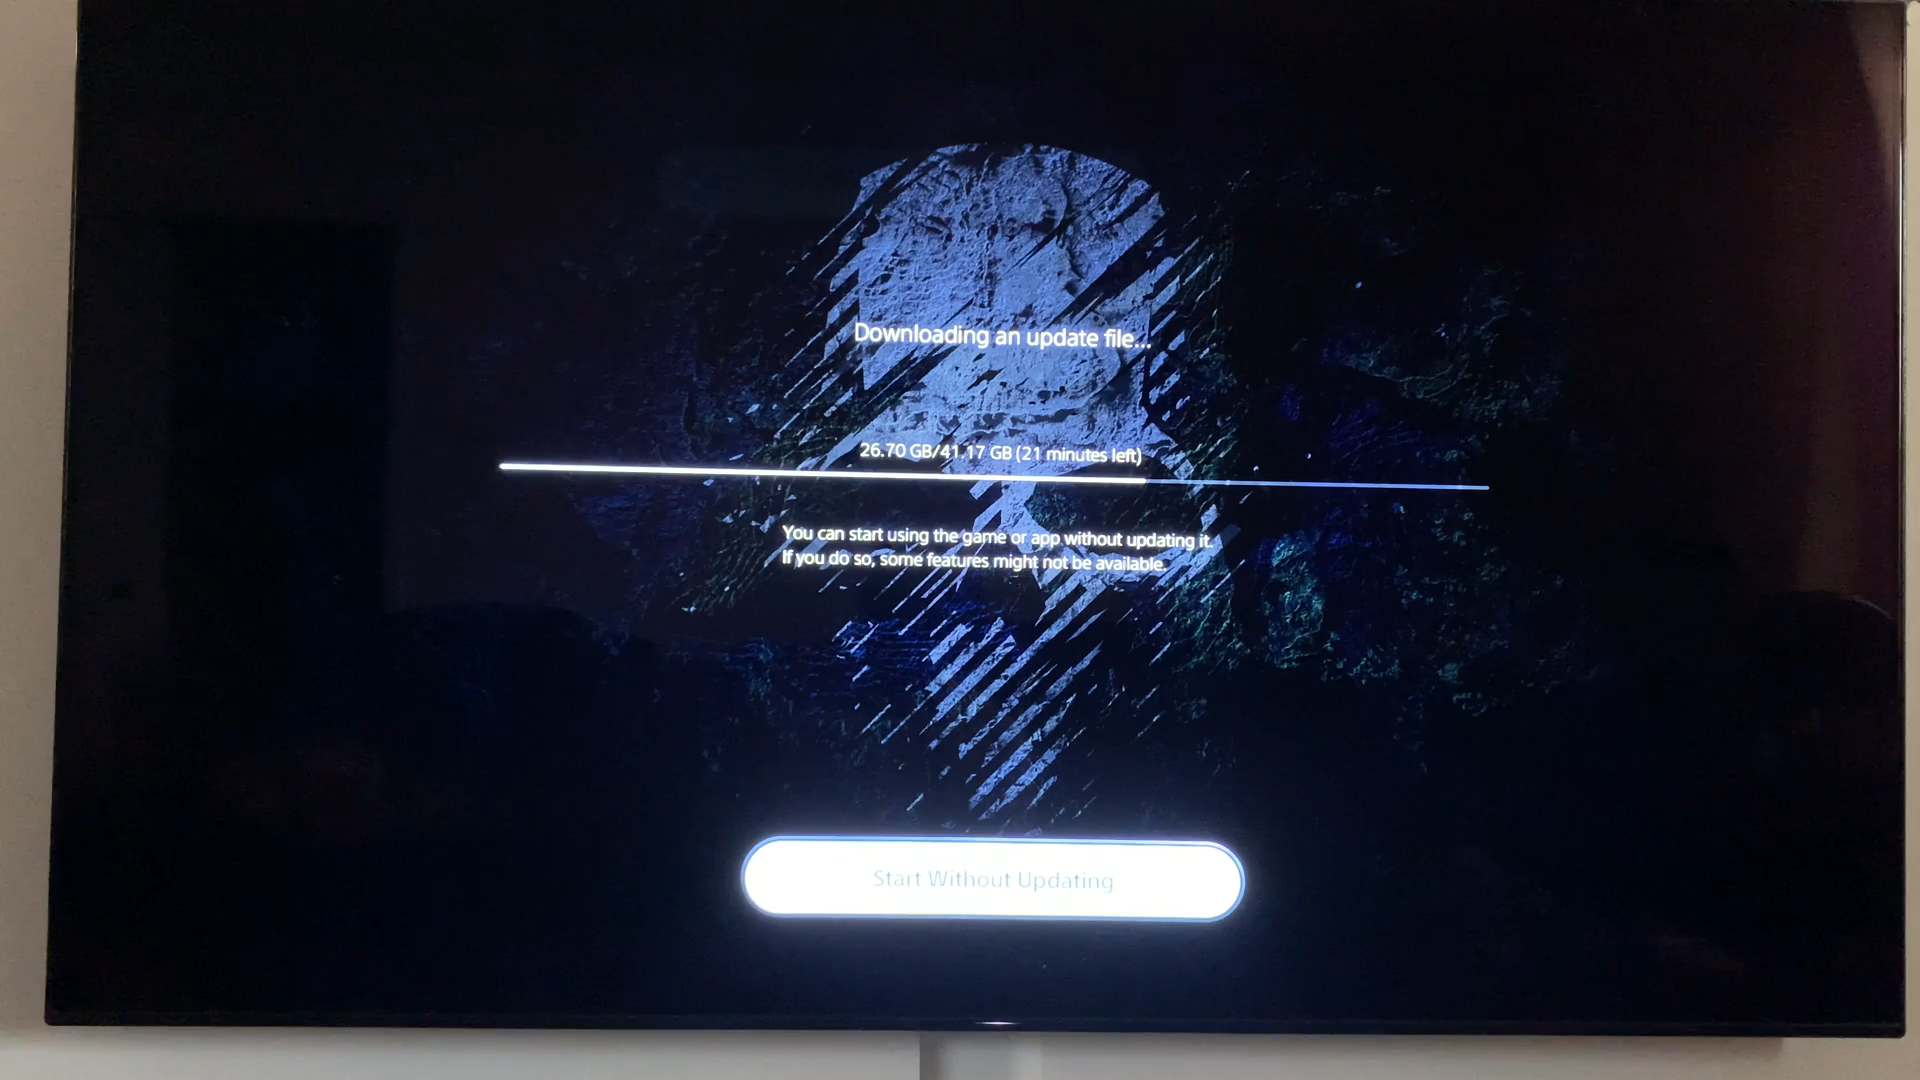 Downloading an update file...
26.70 GB/41.17 GB (21 minutes left)
You can start using the game or app without updating it.
If you do so, some features might not be available.
Start Without Updating